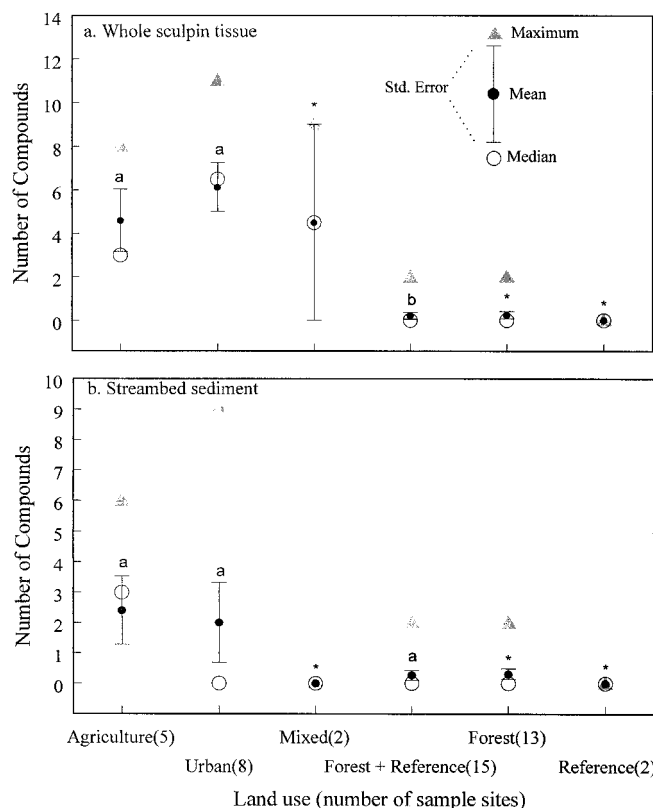 a. Whole sculpin tissue
Number of Compounds
14
12
10
8
6
4
2
0
Maximum
Std. Error
Mean
Median
a
a
*
b
*
*
b. Streambed sediment
Number of Compounds
10
9
8
7
6
5
4
3
2
1
0
a
a
*
a
*
*
Agriculture(5)
Mixed(2)
Forest(13)
Urban(8)
Forest + Reference(15)
Reference(2)
Land use (number of sample sites)